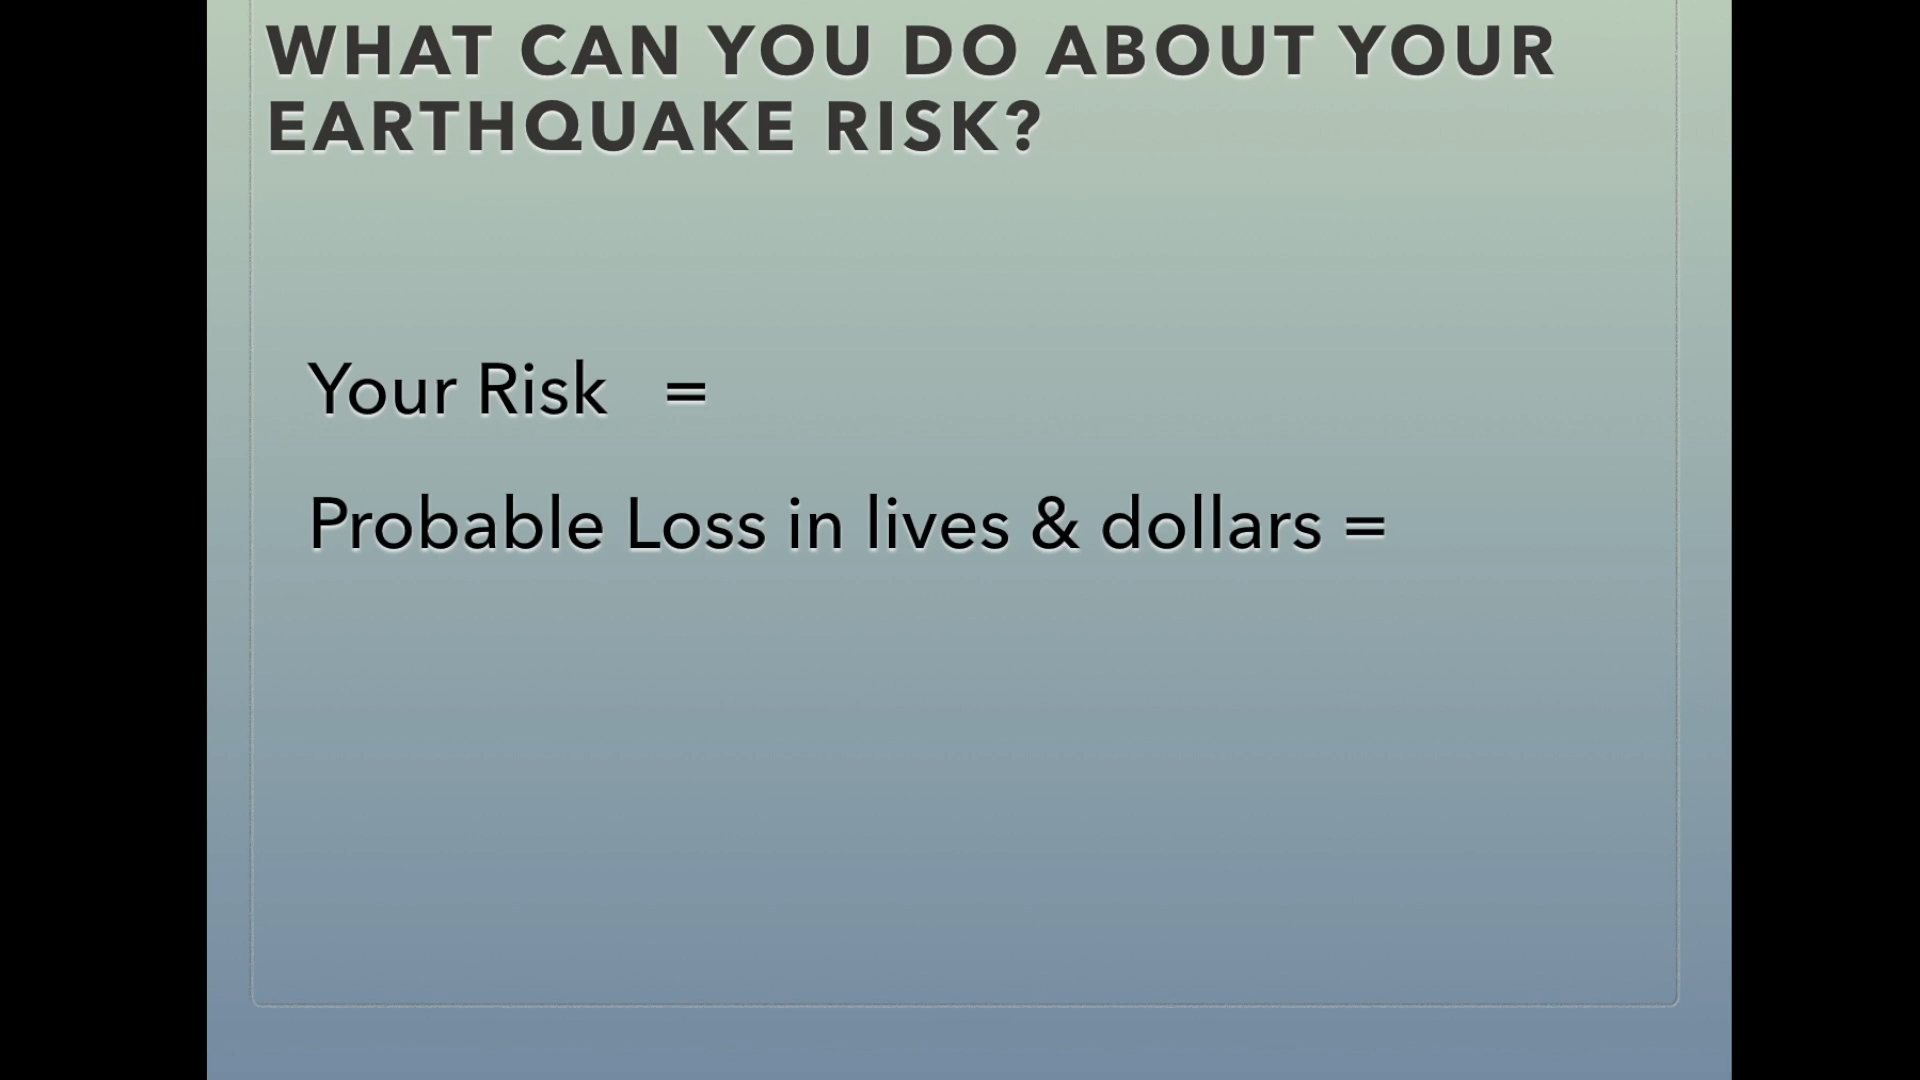 WHAT CAN YOU DO ABOUT YOUR
EARTHQUAKE RISK?
Your Risk =
Probable Loss in lives & dollars =